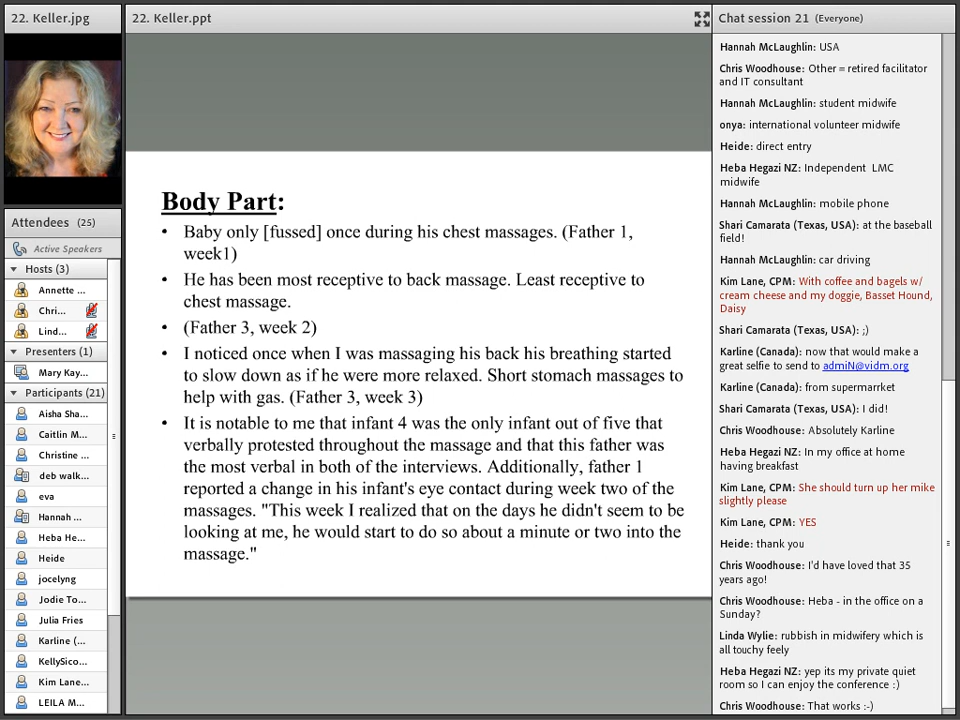 22. Keller.jpg
Attendees (25)
Active Speakers
Hosts (3)
Annette ...
Chri...
Lind...
Presenters (1)
Mary Kay...
Participants (21)
Aisha Sha...
Caitlin M...
Christine ...
deb walk...
eva
Hannah ...
Heba He...
Heide
jocelyng
Jodie To...
Julia Fries
Karline (...
KellySico...
Kim Lane...
LEILA M...
22. Keller.ppt
Body Part:
• Baby only [fussed] once during his chest massages. (Father 1,
week1)
• He has been most receptive to back massage. Least receptive to
chest massage.
• (Father 3, week 2)
• I noticed once when I was massaging his back his breathing started
to slow down as if he were more relaxed. Short stomach massages to
help with gas. (Father 3, week 3)
• It is notable to me that infant 4 was the only infant out of five that
verbally protested throughout the massage and that this father was
the most verbal in both of the interviews. Additionally, father 1
reported a change in his infant's eye contact during week two of the
massages. "This week I realized that on the days he didn't seem to be
looking at me, he would start to do so about a minute or two into the
massage."
Chat session 21 (Everyone)
Hannah McLaughlin: USA
Chris Woodhouse: Other = retired facilitator
and IT consultant
Hannah McLaughlin: student midwife
onya: international volunteer midwife
Heide: direct entry
Heba Hegazi NZ: Independent LMC
midwife
Hannah McLaughlin: mobile phone
Shari Camarata (Texas, USA): at the baseball
field!
Hannah McLaughlin: car driving
Kim Lane, CPM: With coffee and bagels w/
cream cheese and my doggie, Basset Hound,
Daisy
Shari Camarata (Texas, USA): ;)
Karline (Canada): now that would make a
great selfie to send to admiN@vidm.org
Karline (Canada): from supermarrket
Shari Camarata (Texas, USA): I did!
Chris Woodhouse: Absolutely Karline
Heba Hegazi NZ: In my office at home
having breakfast
Kim Lane, CPM: She should turn up her mike
slightly please
Kim Lane, CPM: YES
Heide: thank you
Chris Woodhouse: I'd have loved that 35
years ago!
Chris Woodhouse: Heba - in the office on a
Sunday?
Linda Wylie: rubbish in midwifery which is
all touchy feely
Heba Hegazi NZ: yep its my private quiet
room so I can enjoy the conference :)
Chris Woodhouse: That works :-)